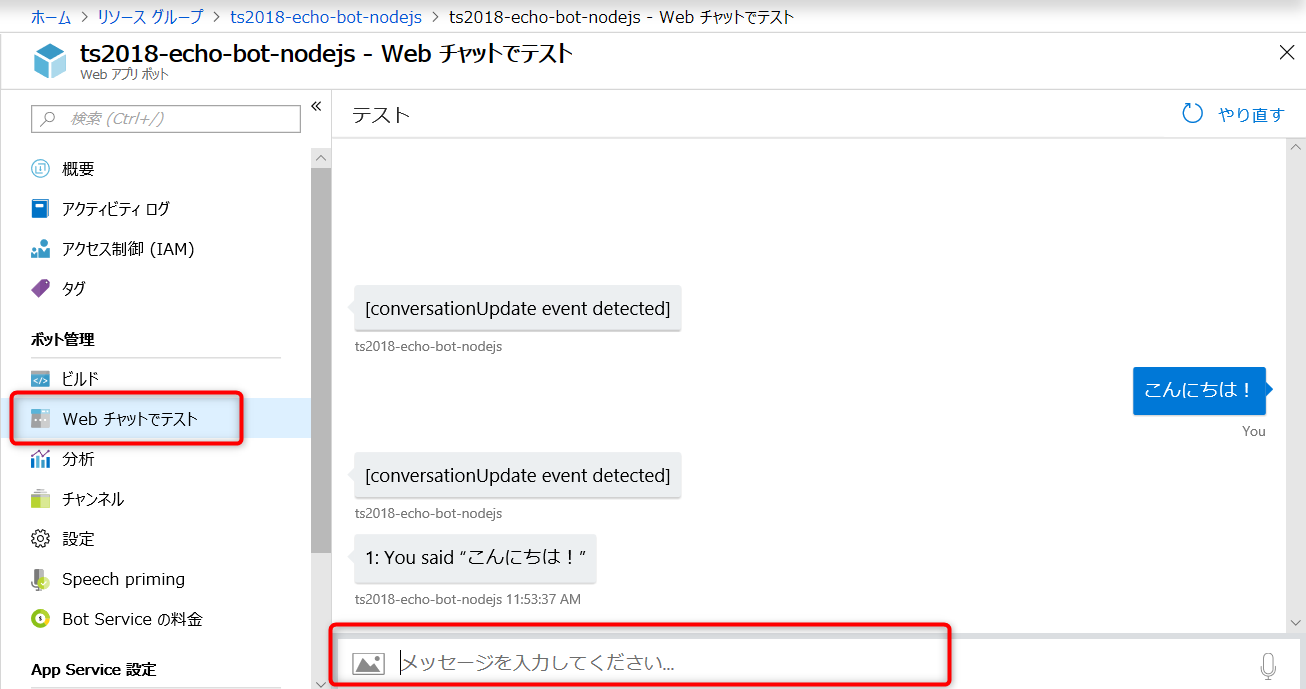 ホーム > リソース グループ > ts2018-echo-bot-nodejs > ts2018-echo-bot-nodejs - Web チャットでテスト
ts2018-echo-bot-nodejs - Web チャットでテスト
Web アプリ ボット
検索 (Ctrl+/)
概要
アクティビティ ログ
アクセス制御 (IAM)
タグ
ボット管理
ビルド
Web チャットでテスト
分析
チャンネル
設定
Speech priming
Bot Service の料金
App Service 設定
テスト
やり直す
[conversationUpdate event detected]
ts2018-echo-bot-nodejs
こんにちは！
You
[conversationUpdate event detected]
ts2018-echo-bot-nodejs
1: You said “こんにちは！”
ts2018-echo-bot-nodejs 11:53:37 AM
メッセージを入力してください...